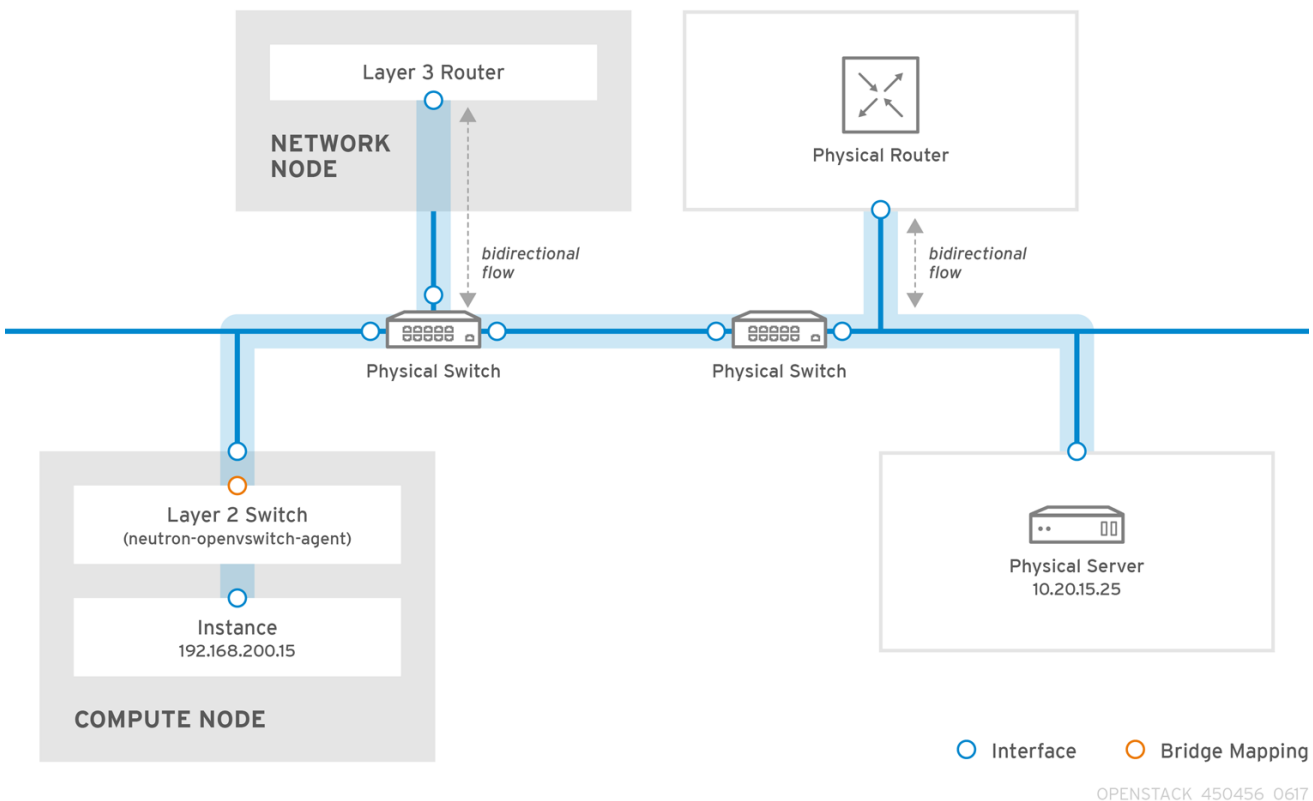 Layer 3 Router
NETWORK
NODE
Physical Router
bidirectional
flow
bidirectional
flow
Physical Switch
Physical Switch
Layer 2 Switch
(neutron-openvswitch-agent)
Instance
192.168.200.15
COMPUTE NODE
Physical Server
10.20.15.25
Interface
Bridge Mapping
OPENSTACK 450456 0617